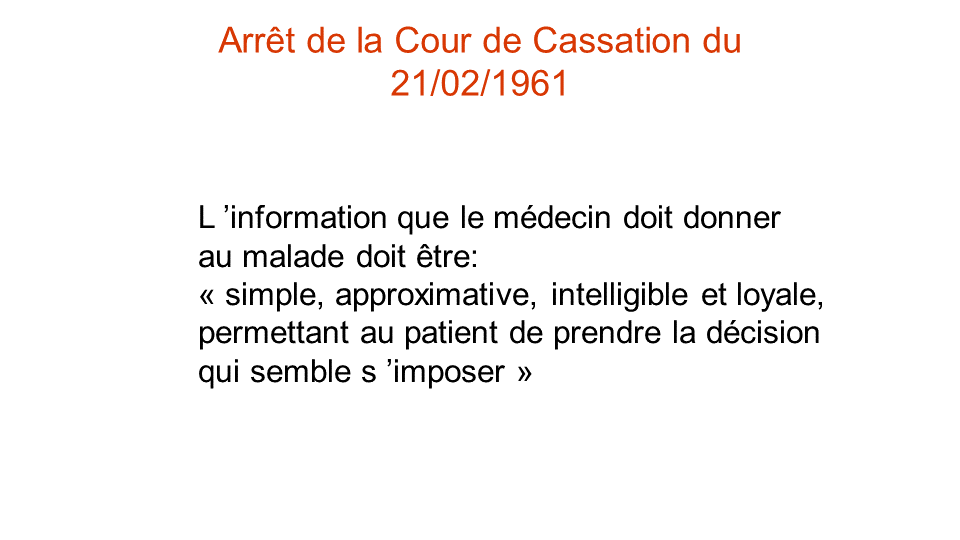 Arrêt de la Cour de Cassation du
21/02/1961
L ’information que le médecin doit donner
au malade doit être:
« simple, approximative, intelligible et loyale,
permettant au patient de prendre la décision
qui semble s ’imposer »